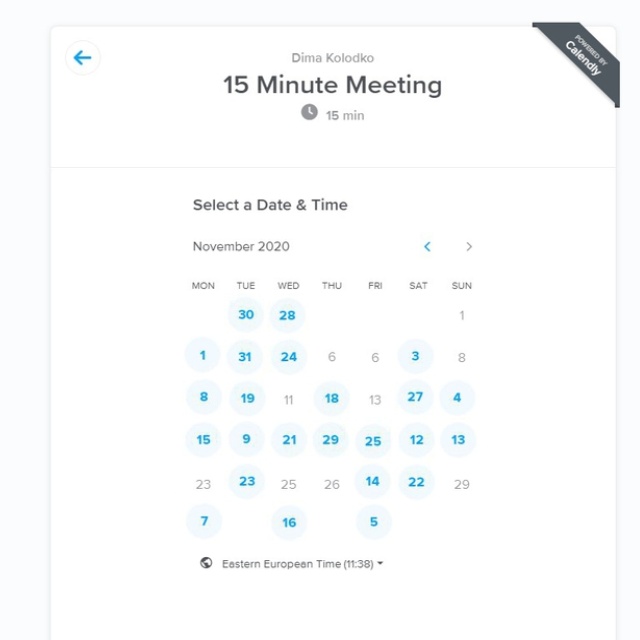 POWERED BY
Calendly
Dima Kolodko
15 Minute Meeting
15 min
Select a Date & Time
November 2020
MON TUE WED THU FRI SAT SUN
30 28 1
1 31 24 6 6 3 8
8 19 11 18 13 27 4
15 9 21 29 25 12 13
23 23 25 26 14 22 29
7 16 5
Eastern European Time (11:38)